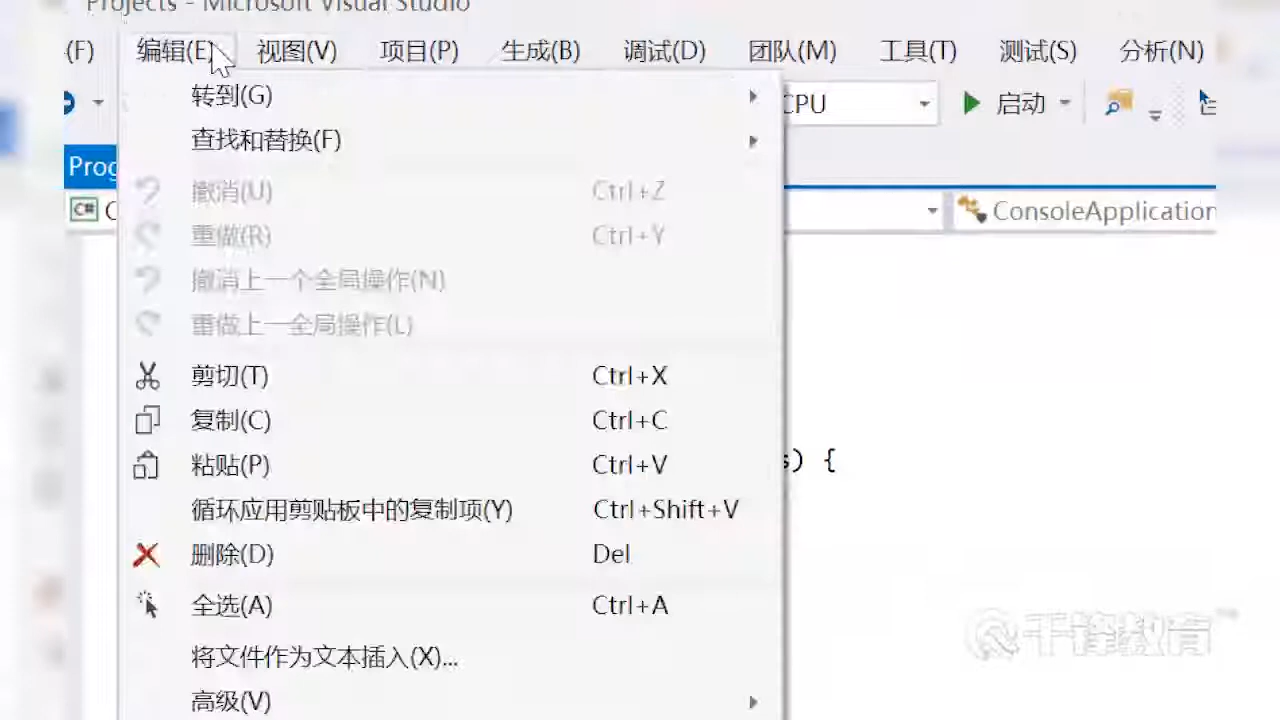 Projects - Microsoft Visual Studio
(F) 编辑(E) 视图(V) 项目(P) 生成(B) 调试(D) 团队(M) 工具(T) 测试(S) 分析(N)
转到(G)
CPU 启动
查找和替换(F)
Prog
撤消(U) Ctrl+Z
C# C ConsoleApplication
重做(R) Ctrl+Y
撤消上一个全局操作(N)
重做上一全局操作(L)
剪切(T) Ctrl+X
复制(C) Ctrl+C
粘贴(P) Ctrl+V
s) {
循环应用剪贴板中的复制项(Y) Ctrl+Shift+V
删除(D) Del
全选(A) Ctrl+A
千锋教育
将文件作为文本插入(X)...
高级(V)